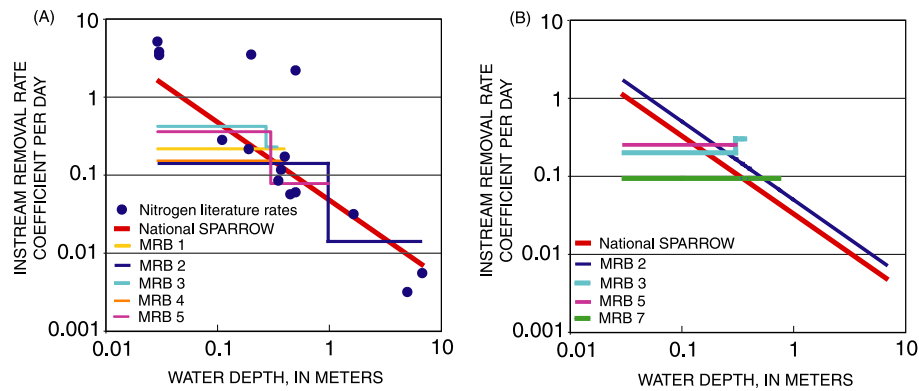 (A)
10
1
0.1
0.01
0.001
INSTREAM REMOVAL RATE
COEFFICIENT PER DAY
Nitrogen literature rates
National SPARROW
MRB 1
MRB 2
MRB 3
MRB 4
MRB 5
0.01
0.1
1
10
WATER DEPTH, IN METERS
(B)
10
1
0.1
0.01
0.001
INSTREAM REMOVAL RATE
COEFFICIENT PER DAY
National SPARROW
MRB 2
MRB 3
MRB 5
MRB 7
0.01
0.1
1
10
WATER DEPTH, IN METERS